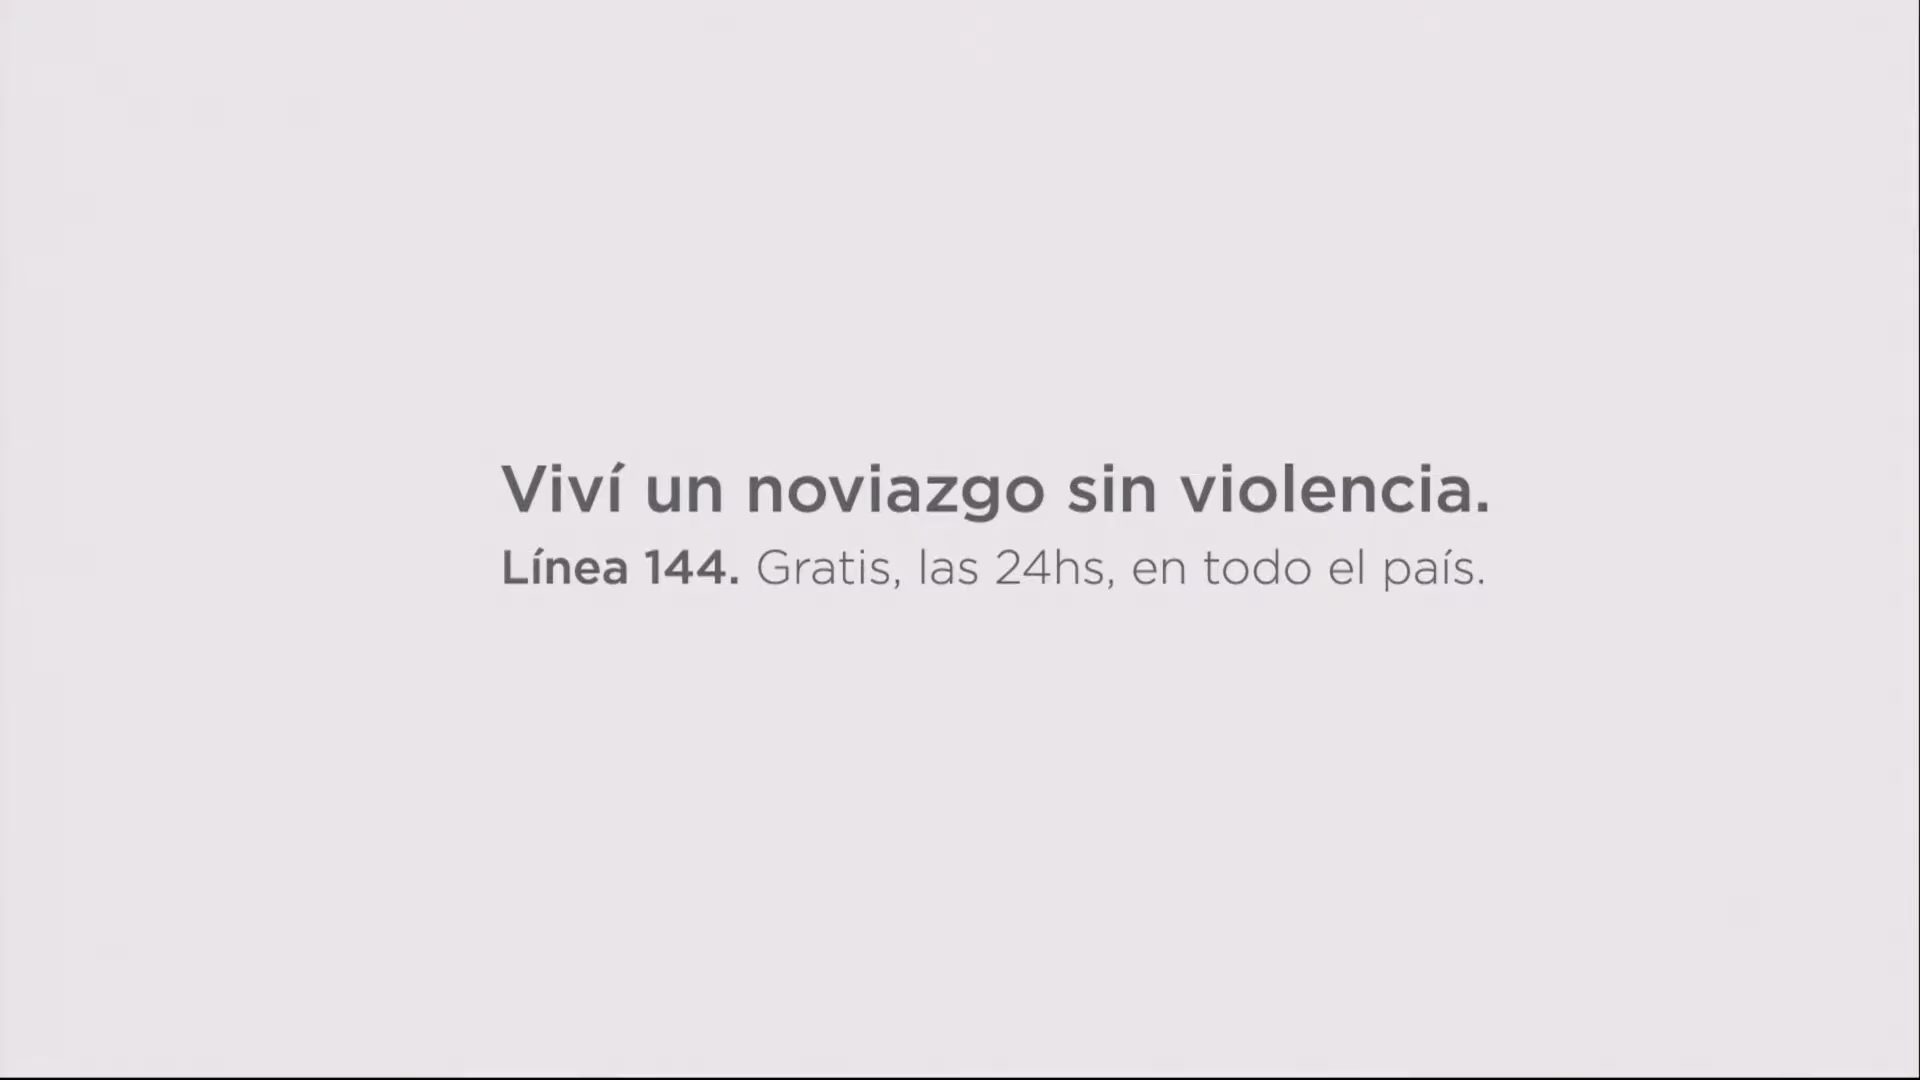 Viví un noviazgo sin violencia.
Línea 144. Gratis, las 24hs, en todo el país.